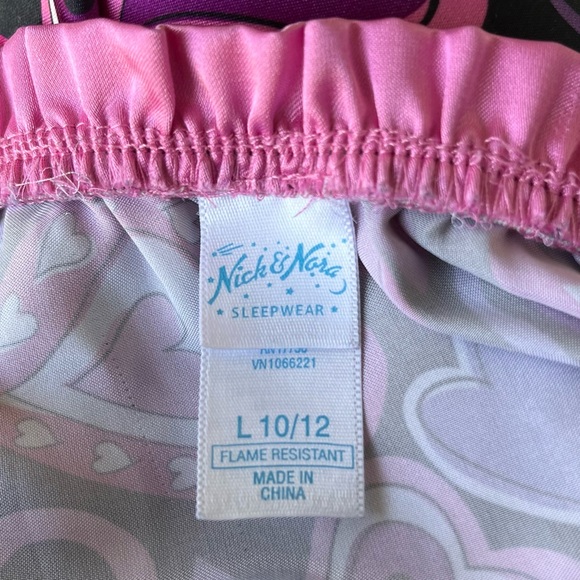 Nick & Nora
SLEEPWEAR
VN1066221
L 10/12
FLAME RESISTANT
MADE IN
CHINA